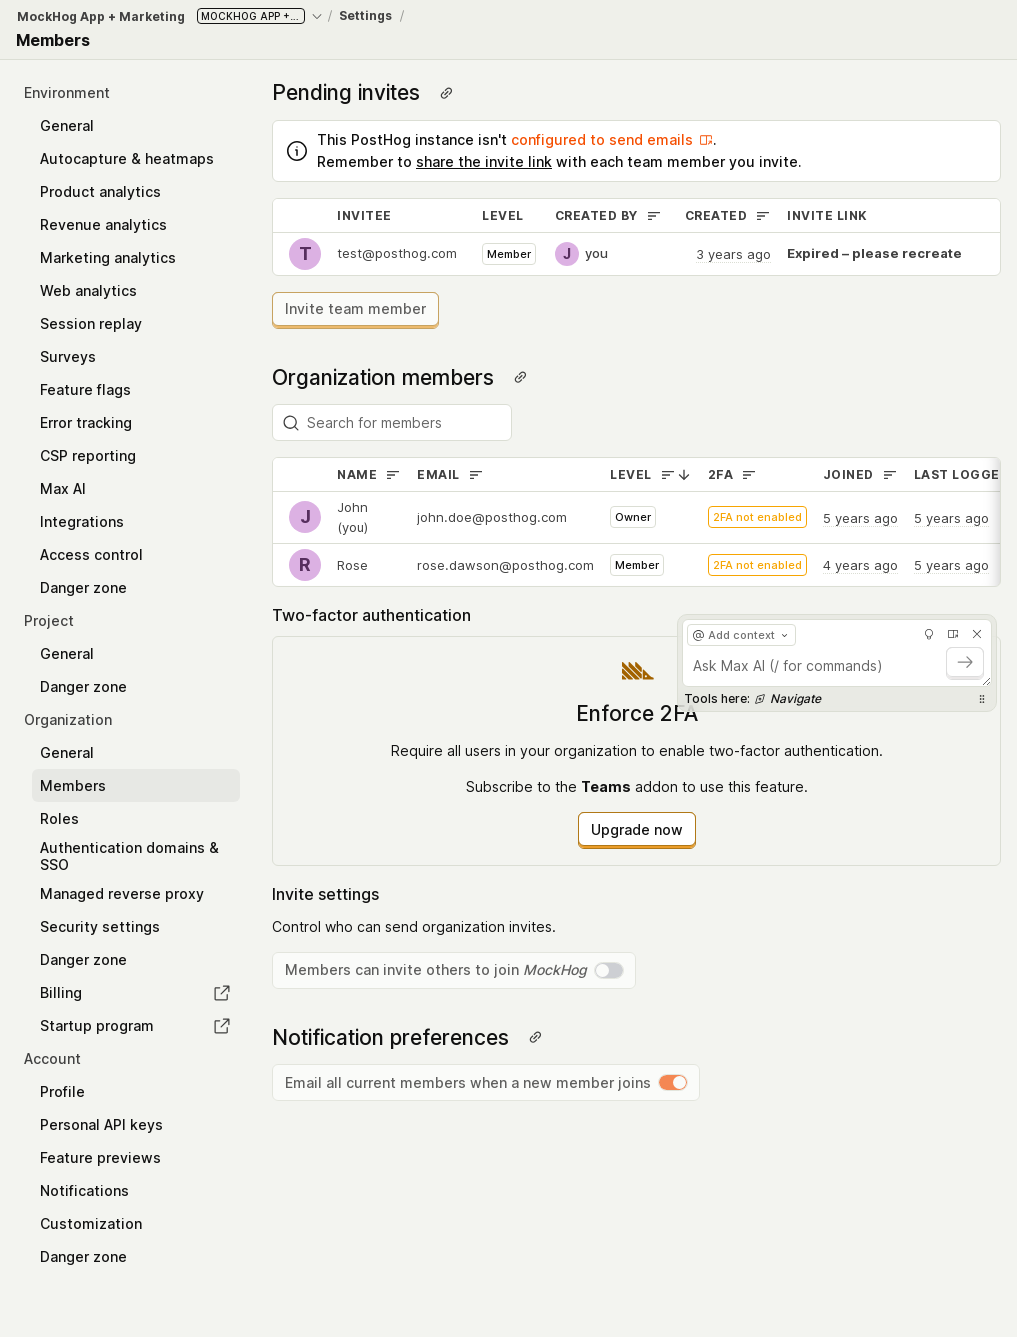 MockHog App + Marketing
MOCKHOG APP +...
/
Settings
/
Members
Environment
General
Autocapture & heatmaps
Product analytics
Revenue analytics
Marketing analytics
Web analytics
Session replay
Surveys
Feature flags
Error tracking
CSP reporting
Max AI
Integrations
Access control
Danger zone
Project
General
Danger zone
Organization
General
Members
Roles
Authentication domains &
SSO
Managed reverse proxy
Security settings
Danger zone
Billing
Startup program
Account
Profile
Personal API keys
Feature previews
Notifications
Customization
Danger zone
Pending invites
This PostHog instance isn't configured to send emails.
Remember to share the invite link with each team member you invite.
INVITEE LEVEL CREATED BY CREATED INVITE LINK
T test@posthog.com Member J you 3 years ago Expired – please recreate
Invite team member
Organization members
Search for members
NAME EMAIL LEVEL 2FA JOINED LAST LOGGE
J John
(you) john.doe@posthog.com Owner 2FA not enabled 5 years ago 5 years ago
R Rose rose.dawson@posthog.com Member 2FA not enabled 4 years ago 5 years ago
Two-factor authentication
Enforce 2FA
Require all users in your organization to enable two-factor authentication.
Subscribe to the Teams addon to use this feature.
Upgrade now
@ Add context
Ask Max AI (/ for commands)
Tools here: Navigate
Invite settings
Control who can send organization invites.
Members can invite others to join MockHog
Notification preferences
Email all current members when a new member joins